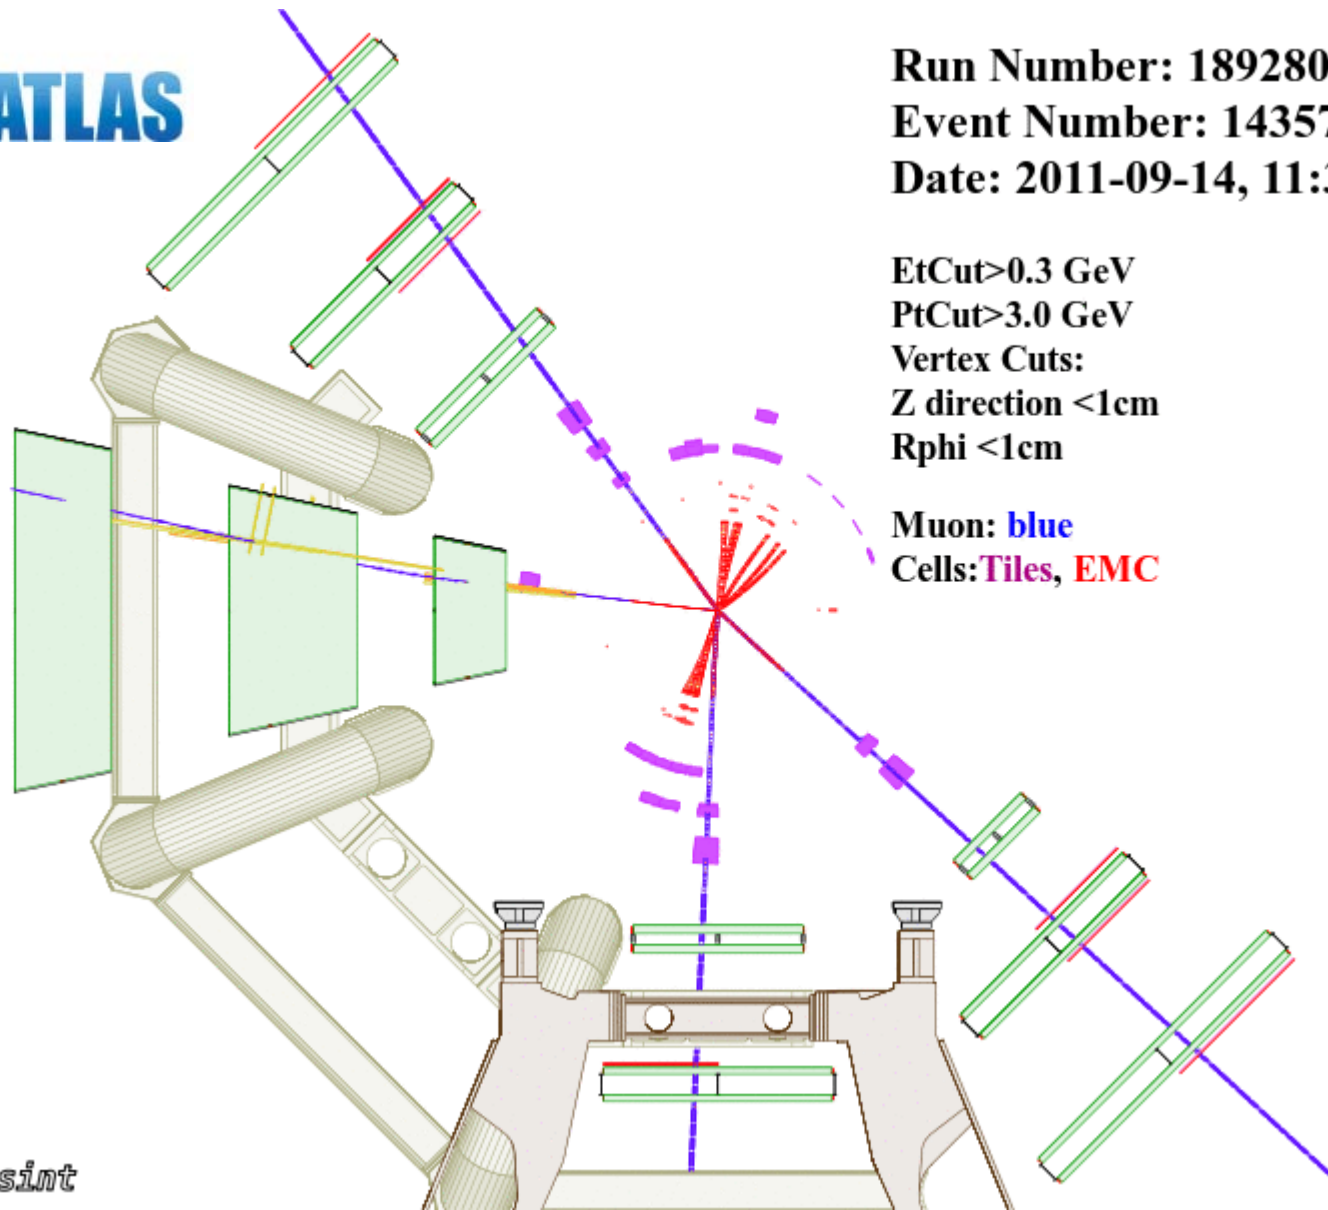 ATLAS
Run Number: 189280
Event Number: 14357
Date: 2011-09-14, 11:
EtCut>0.3 GeV
PtCut>3.0 GeV
Vertex Cuts:
Z direction <1cm
Rphi <1cm
Muon: blue
Cells:Tiles, EMC
sint